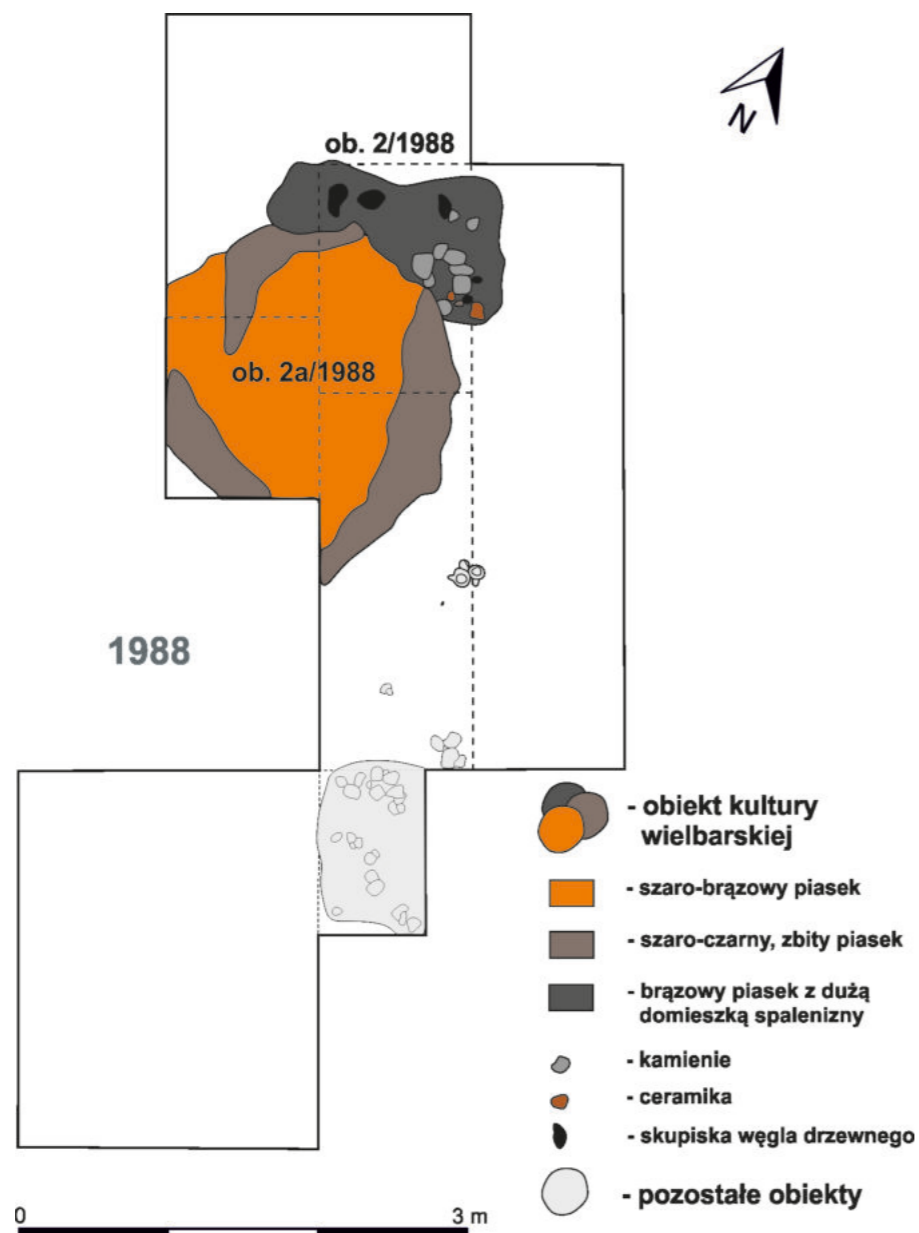 N
ob. 2/1988
ob. 2a/1988
1988
- obiekt kultury
wielbarskiej
- szaro-brązowy piasek
- szaro-czarny, zbity piasek
- brązowy piasek z dużą
domieszką spalenizny
- kamienie
- ceramika
- skupiska węgla drzewnego
- pozostałe obiekty
0 3 m